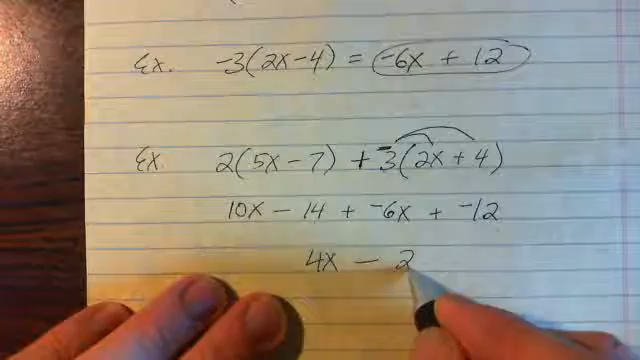 Ex. -3(2x-4) = -6x + 12
Ex 2(5x-7) + -3(2x+4)
10x - 14 + -6x + -12
4x - 2